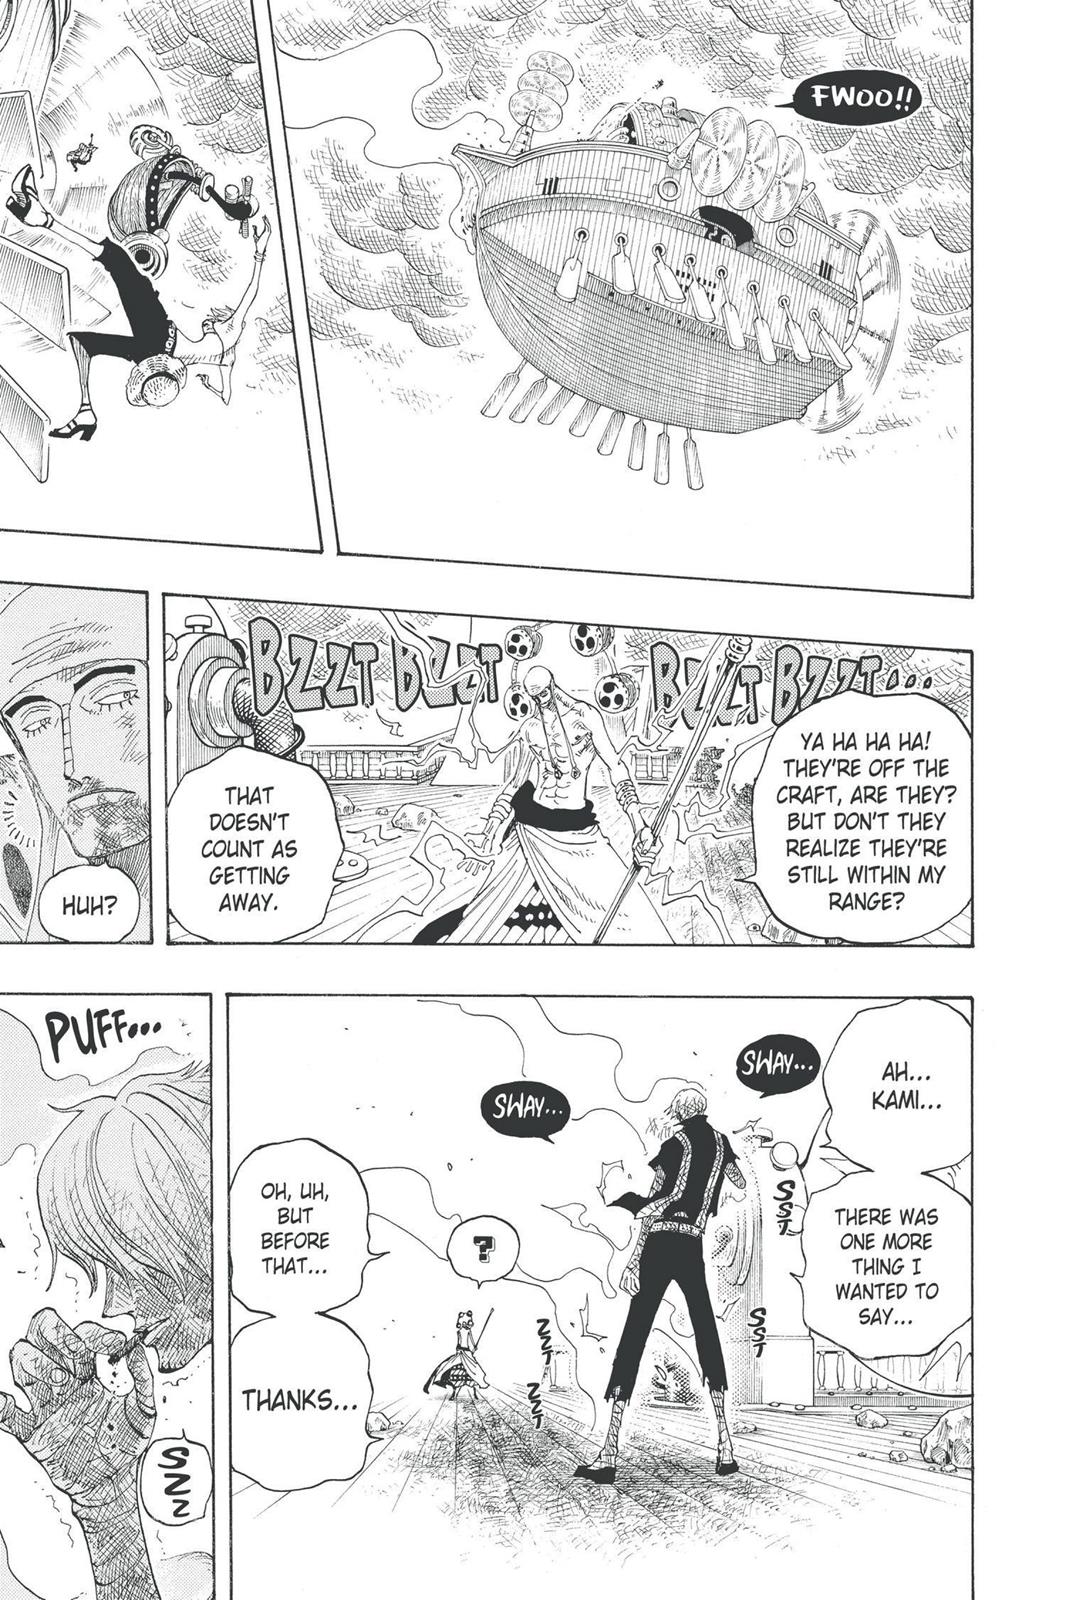 FWOO!!
BZZT BZZT
BZZT BZZT...
YA HA HA HA!
THEY'RE OFF THE
CRAFT, ARE THEY?
BUT DON'T THEY
REALIZE THEY'RE
STILL WITHIN MY
RANGE?
THAT
DOESN'T
COUNT AS
GETTING
AWAY.
HUH?
AH...
KAMI...
SWAY...
SWAY...
THERE WAS
ONE MORE
THING I
WANTED TO
SAY...
SST
SST
?
ZZT
ZZT
OH, UH,
BUT
BEFORE
THAT...
THANKS...
PUFF...
SZZ